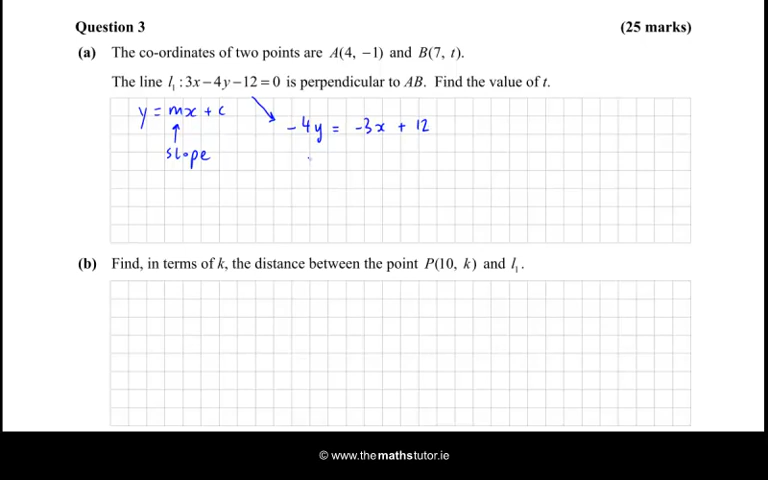 Question 3 (25 marks)
(a) The co-ordinates of two points are A(4, −1) and B(7, t).
The line l₁ : 3x − 4y − 12 = 0 is perpendicular to AB. Find the value of t.
y = mx + c
-4y = -3x + 12
slope
(b) Find, in terms of k, the distance between the point P(10, k) and l₁.
© www.themathstutor.ie